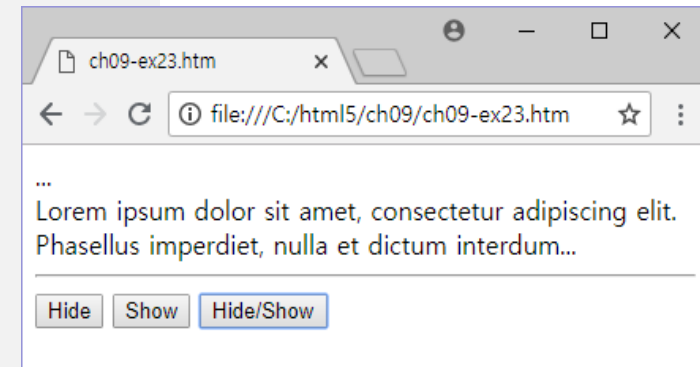 ch09-ex23.htm
file:///C:/html5/ch09/ch09-ex23.htm
...
Lorem ipsum dolor sit amet, consectetur adipiscing elit.
Phasellus imperdiet, nulla et dictum interdum...
Hide Show Hide/Show